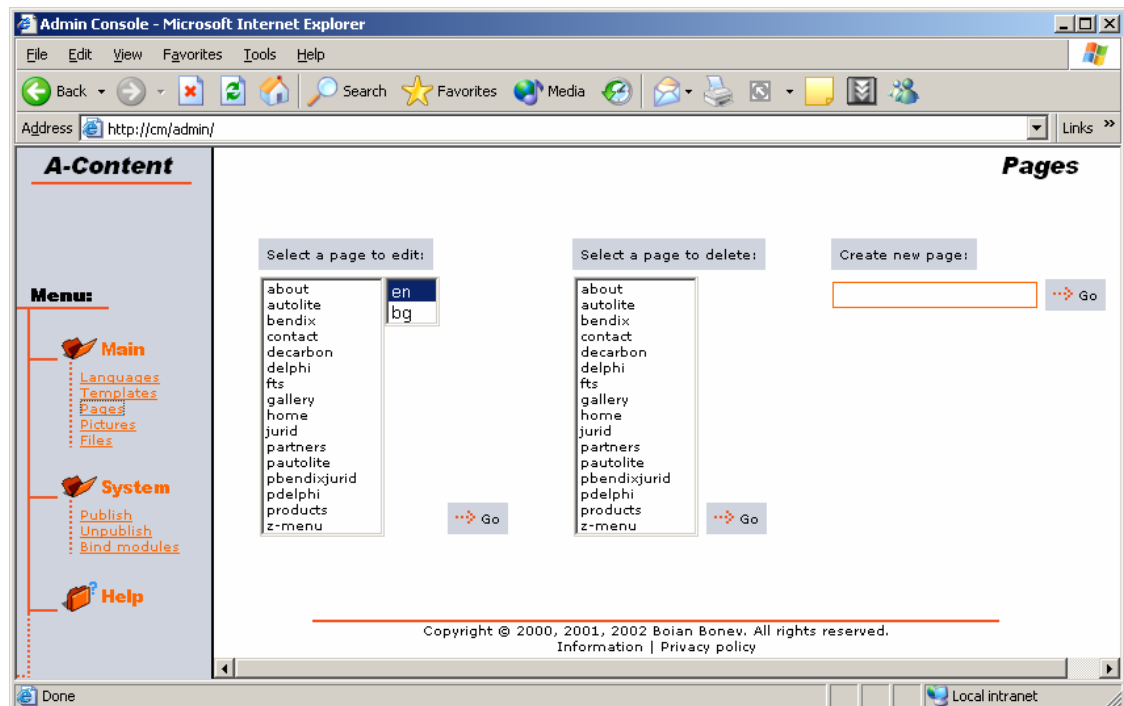 Admin Console - Microsoft Internet Explorer
File Edit View Favorites Tools Help
Back Search Favorites Media
Address http://cm/admin/ Links »
A-Content
Pages
Menu:
Main
Languages
Templates
Pages
Pictures
Files
System
Publish
Unpublish
Bind modules
Help
Select a page to edit:
about
autolite
bendix
contact
decarbon
delphi
fts
gallery
home
jurid
partners
pautolite
pbendixjurid
pdelphi
products
z-menu
en
bg
Go
Select a page to delete:
about
autolite
bendix
contact
decarbon
delphi
fts
gallery
home
jurid
partners
pautolite
pbendixjurid
pdelphi
products
z-menu
Go
Create new page:
Go
Copyright © 2000, 2001, 2002 Boian Bonev. All rights reserved.
Information | Privacy policy
Done Local intranet